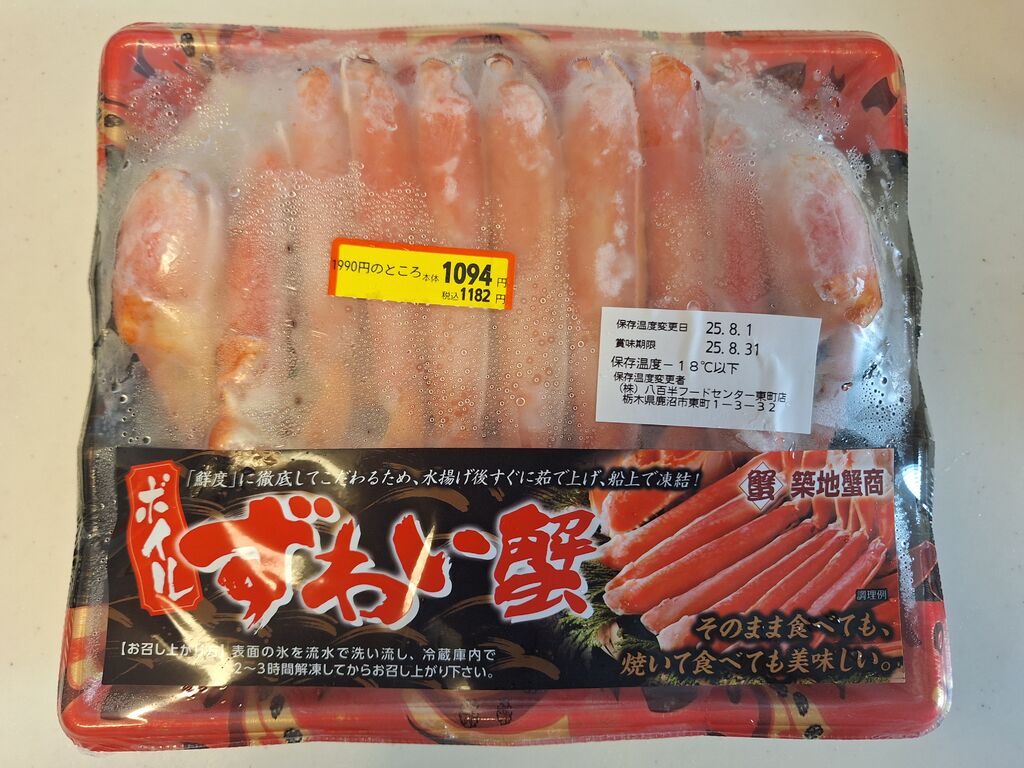 1990円のところ 本体 1094円
税込 1182円
保存温度変更日 25.8.1
賞味期限 25.8.31
保存温度－18℃以下
保存温度変更者
（株）八百半フードセンター東町店
栃木県鹿沼市東町1－3－32
「鮮度」に徹底してこだわるため、水揚げ後すぐに茹で上げ、船上で凍結！
蟹 築地蟹商
ボイル
ずわい蟹
調理例
そのまま食べても、
焼いて食べても美味しい。
【お召し上がり方】表面の氷を流水で洗い流し、冷蔵庫内で
2～3時間解凍してからお召し上がり下さい。